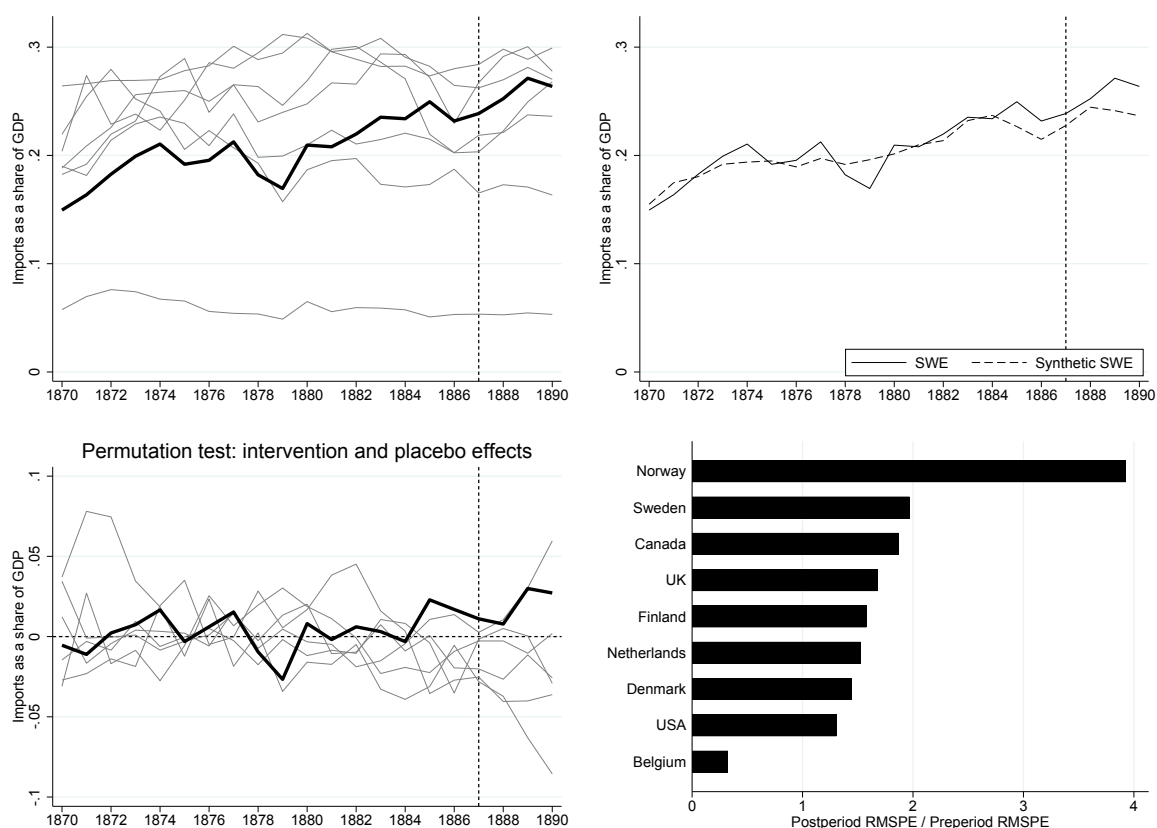 Imports as a share of GDP
.3
.2
.1
0
1870 1872 1874 1876 1878 1880 1882 1884 1886 1888 1890
Imports as a share of GDP
.3
.2
.1
0
SWE Synthetic SWE
1870 1872 1874 1876 1878 1880 1882 1884 1886 1888 1890
Permutation test: intervention and placebo effects
Imports as a share of GDP
.1
.05
0
-.05
-.1
1870 1872 1874 1876 1878 1880 1882 1884 1886 1888 1890
Norway
Sweden
Canada
UK
Finland
Netherlands
Denmark
USA
Belgium
0 1 2 3 4
Postperiod RMSPE / Preperiod RMSPE